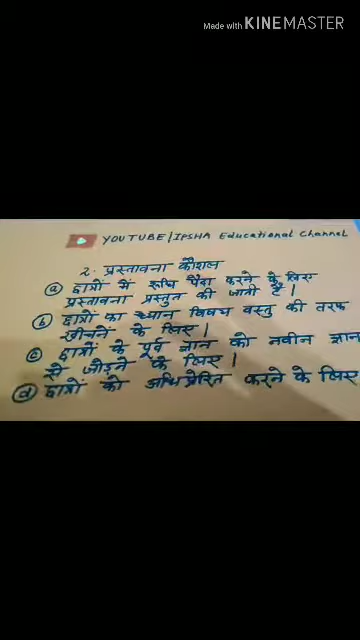 Made with KINEMASTER
YOUTUBE/IPSHA Educational Channel
2. प्रस्तावना कौशल
a छात्रों में रूचि पैदा करने के लिए
प्रस्तावना प्रस्तुत की जाती है।
b छात्रों का ध्यान विषय वस्तु की तरफ
खींचनें के लिए।
c छात्रों के पूर्व ज्ञान को नवीन ज्ञान
से जोड़ने के लिए।
d छात्रों को अभिप्रेरित करने के लिए